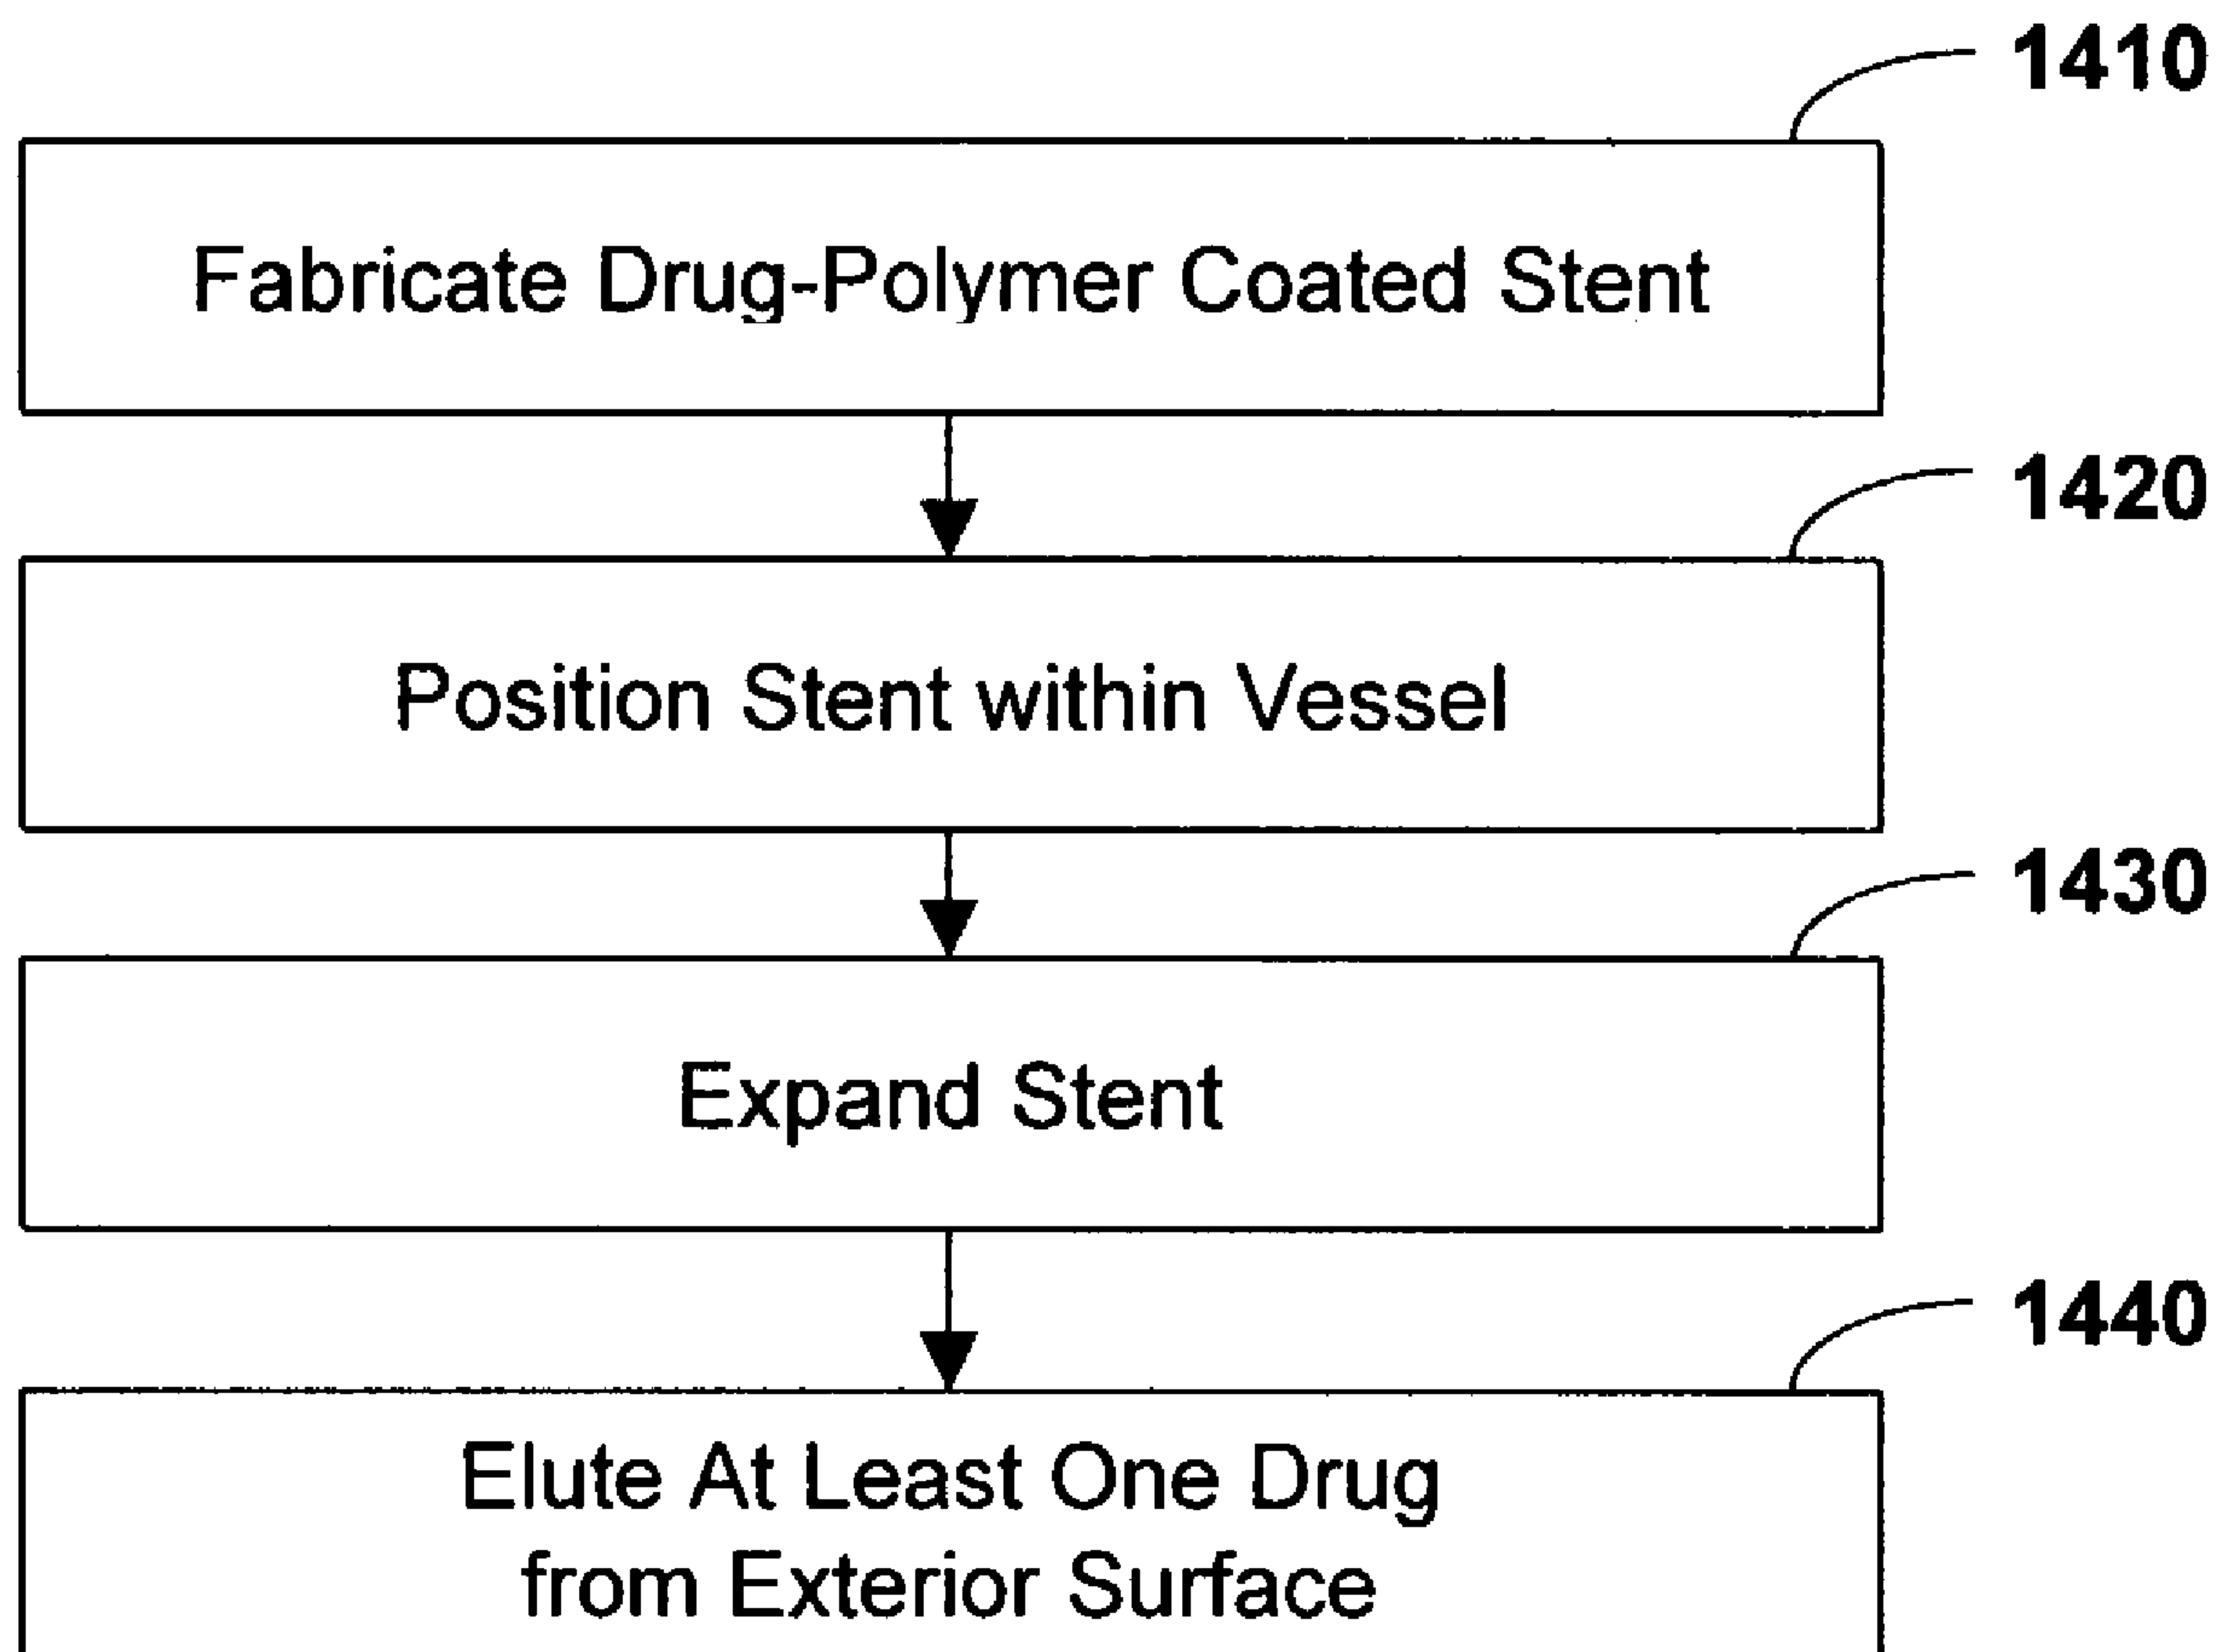 1410
Fabricate Drug-Polymer Coated Stent
1420
Position Stent within Vessel
1430
Expand Stent
1440
Elute At Least One Drug
from Exterior Surface